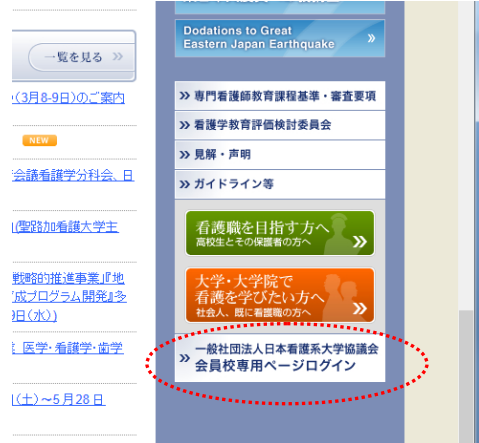 一覧を見る
(3月8-9日)のご案内
NEW
会議看護学分科会、日
(聖路加看護大学主
戦略的推進事業』『地
成プログラム開発』多
9日(水))
医学・看護学・歯学
(土)～5月28日
Dodations to Great
Eastern Japan Earthquake
専門看護師教育課程基準・審査要項
看護学教育評価検討委員会
見解・声明
ガイドライン等
看護職を目指す方へ
高校生とその保護者の方へ
大学・大学院で
看護を学びたい方へ
社会人、既に看護職の方へ
一般社団法人日本看護系大学協議会
会員校専用ページログイン